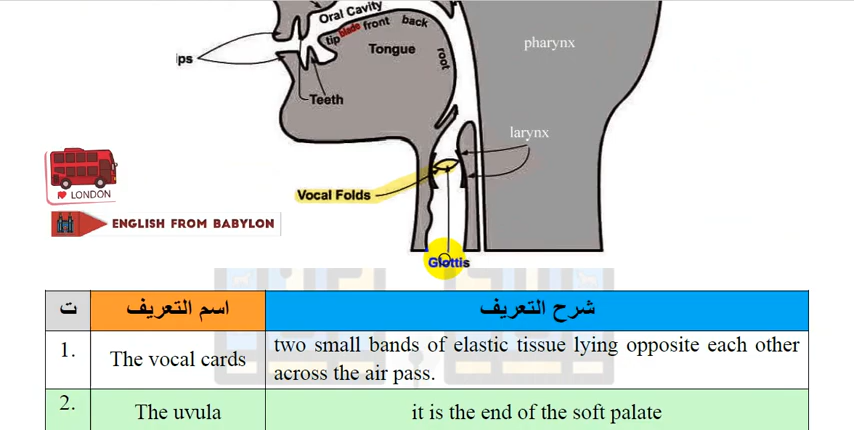 Oral Cavity
tip blade front back
root
Tongue
pharynx
ips
Teeth
larynx
LONDON
Vocal Folds
ENGLISH FROM BABYLON
Glottis
ت اسم التعريف شرح التعريف
1. The vocal cards two small bands of elastic tissue lying opposite each other
across the air pass.
2. The uvula it is the end of the soft palate